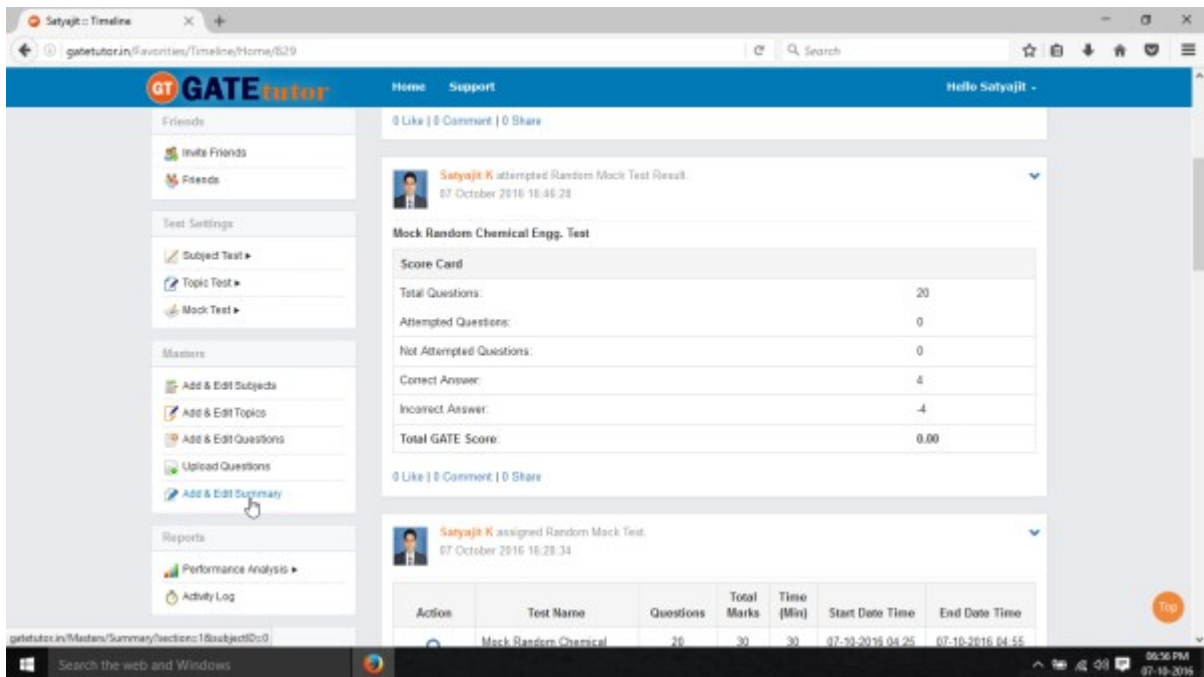 Satyajit :: Timeline
gatetutor.in/Favorities/Timeline/Home/829
Search
GT GATE tutor
Home Support
Hello Satyajit
Friends
Invite Friends
Friends
Test Settings
Subject Test
Topic Test
Mock Test
Masters
Add & Edit Subjects
Add & Edit Topics
Add & Edit Questions
Upload Questions
Add & Edit Summary
Reports
Performance Analysis
Activity Log
0 Like | 0 Comment | 0 Share
Satyajit K attempted Random Mock Test Result.
07 October 2016 16:46:28
Mock Random Chemical Engg. Test
Score Card
Total Questions: 20
Attempted Questions: 0
Not Attempted Questions: 0
Correct Answer: 4
Incorrect Answer: -4
Total GATE Score: 0.00
0 Like | 0 Comment | 0 Share
Satyajit K assigned Random Mock Test.
07 October 2016 16:28:34
Action Test Name Questions Total Marks Time (Min) Start Date Time End Date Time
Mock Random Chemical 20 30 30 07-10-2016 04:25 07-10-2016 04:55
Top
gatetutor.in/Masters/Summary?section=1&subjectID=0
Search the web and Windows
06:56 PM
07-10-2016